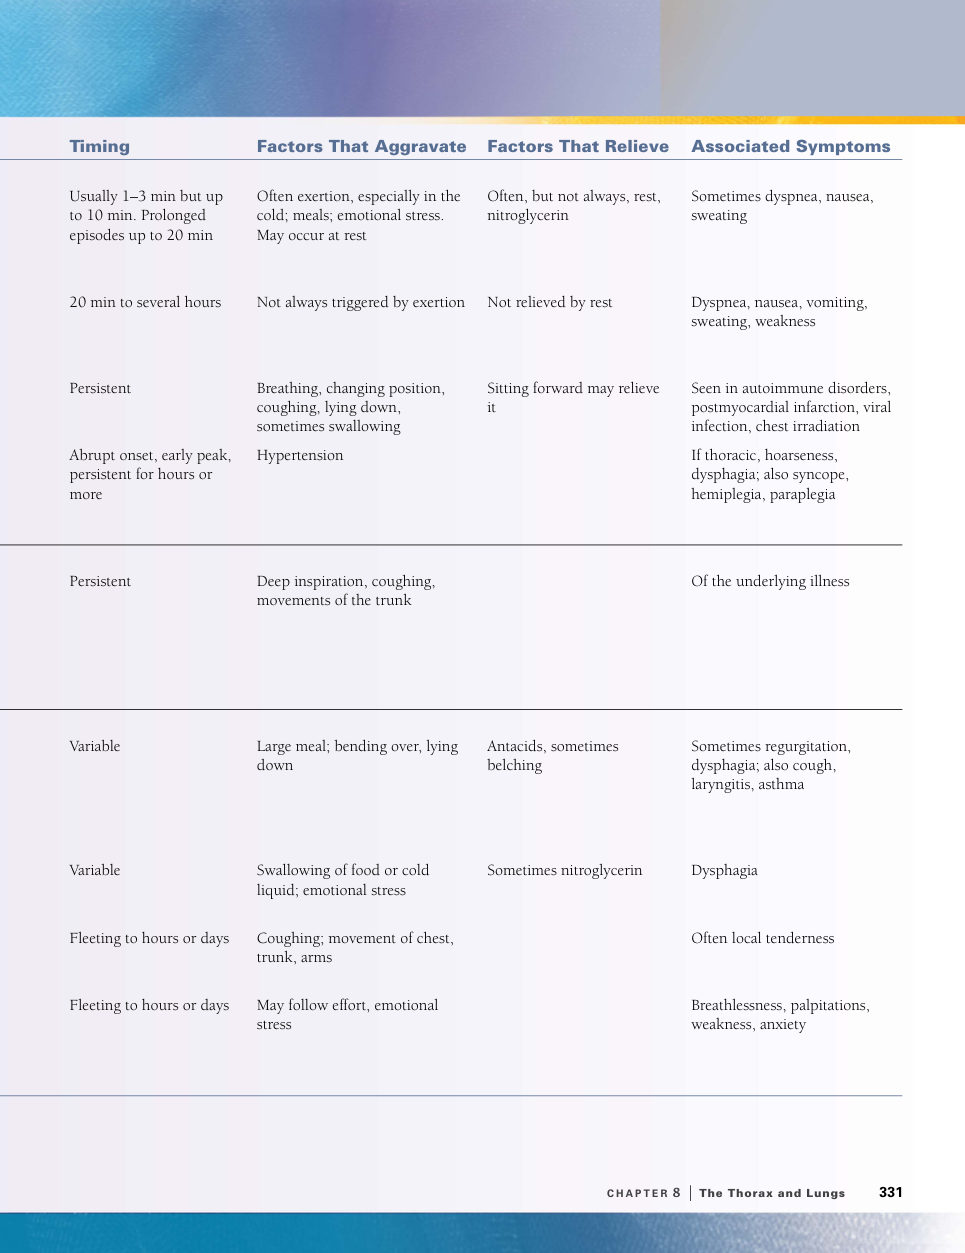 Timing Factors That Aggravate Factors That Relieve Associated Symptoms
Usually 1–3 min but up Often exertion, especially in the Often, but not always, rest, Sometimes dyspnea, nausea,
to 10 min. Prolonged cold; meals; emotional stress. nitroglycerin sweating
episodes up to 20 min May occur at rest
20 min to several hours Not always triggered by exertion Not relieved by rest Dyspnea, nausea, vomiting,
sweating, weakness
Persistent Breathing, changing position, Sitting forward may relieve Seen in autoimmune disorders,
coughing, lying down, it postmyocardial infarction, viral
sometimes swallowing infection, chest irradiation
Abrupt onset, early peak, Hypertension If thoracic, hoarseness,
persistent for hours or dysphagia; also syncope,
more hemiplegia, paraplegia
Persistent Deep inspiration, coughing, Of the underlying illness
movements of the trunk
Variable Large meal; bending over, lying Antacids, sometimes Sometimes regurgitation,
down belching dysphagia; also cough,
laryngitis, asthma
Variable Swallowing of food or cold Sometimes nitroglycerin Dysphagia
liquid; emotional stress
Fleeting to hours or days Coughing; movement of chest, Often local tenderness
trunk, arms
Fleeting to hours or days May follow effort, emotional Breathlessness, palpitations,
stress weakness, anxiety
CHAPTER 8 | The Thorax and Lungs 331